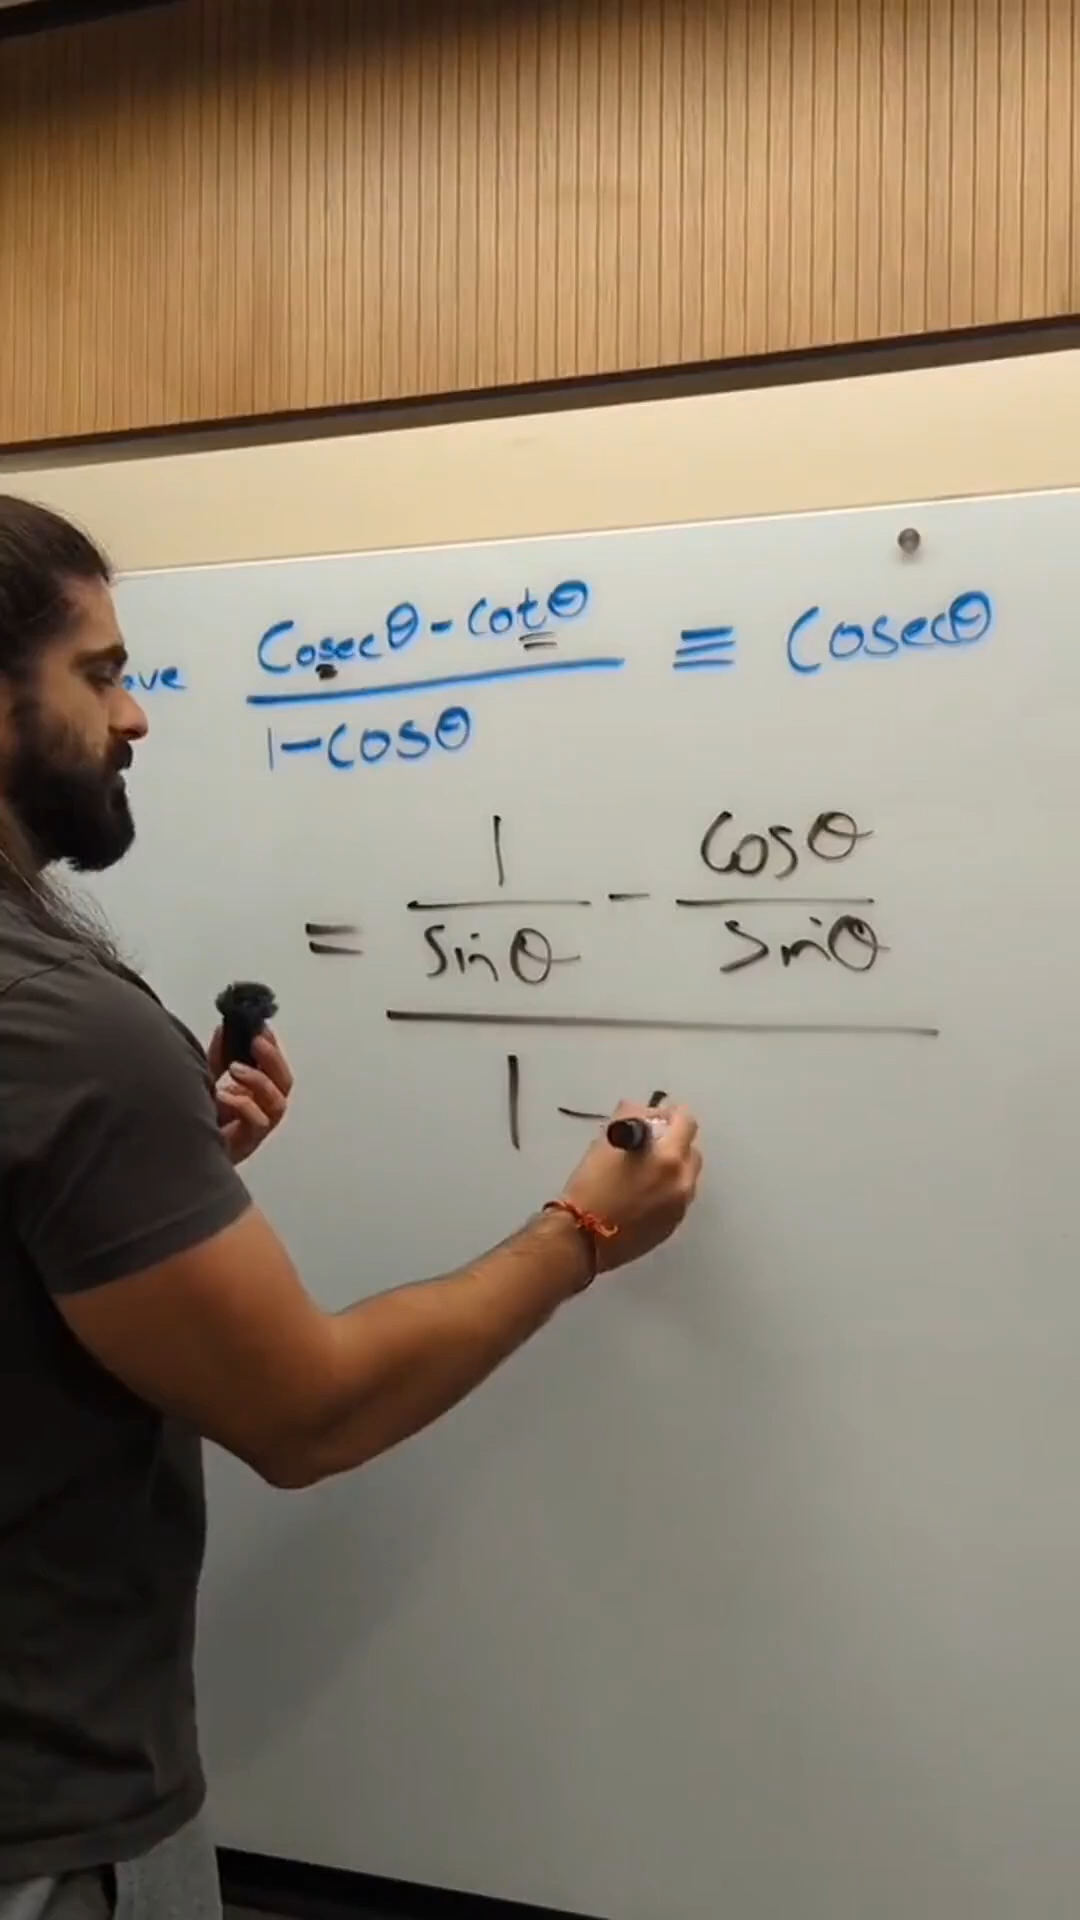 ove
Cosecθ - cotθ
1 - cosθ
≡ Cosecθ
= 1/sinθ - cosθ/sinθ
1 -